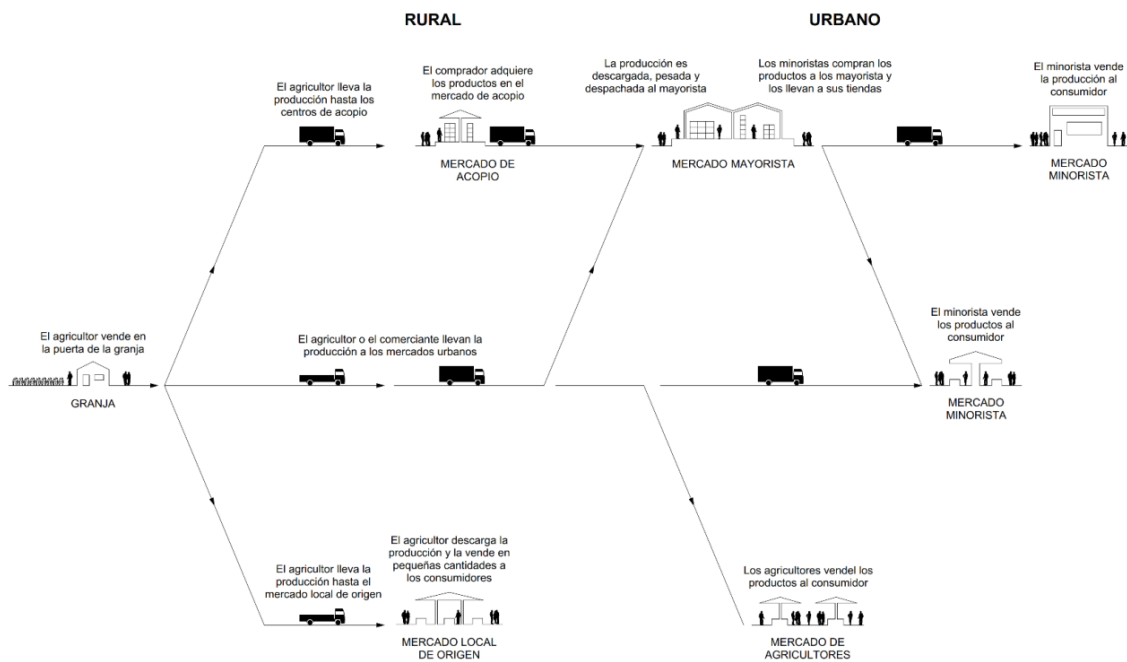 RURAL
URBANO
El agricultor lleva la
producción hasta los
centros de acopio
El comprador adquiere
los productos en el
mercado de acopio
La producción es
descargada, pesada y
despachada al mayorista
Los minoristas compran los
productos a los mayorista y
los llevan a sus tiendas
El minorista vende
la producción al
consumidor
MERCADO DE
ACOPIO
MERCADO MAYORISTA
MERCADO
MINORISTA
El agricultor vende en
la puerta de la granja
GRANJA
El agricultor o el comerciante llevan la
producción a los mercados urbanos
El minorista vende
los productos al
consumidor
MERCADO
MINORISTA
El agricultor lleva la
producción hasta el
mercado local de origen
El agricultor descarga la
producción y la vende en
pequeñas cantidades a
los consumidores
MERCADO LOCAL
DE ORIGEN
Los agricultores vendel los
productos al consumidor
MERCADO DE
AGRICULTORES